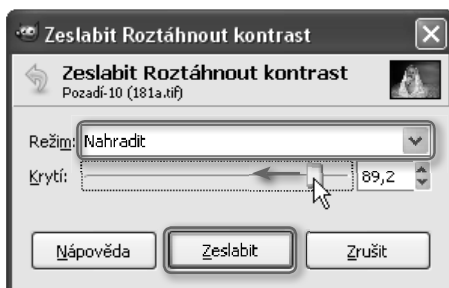 Zeslabit Roztáhnout kontrast
Zeslabit Roztáhnout kontrast
Pozadí-10 (181a.tif)
Režim: Nahradit
Krytí: 89,2
Nápověda Zeslabit Zrušit